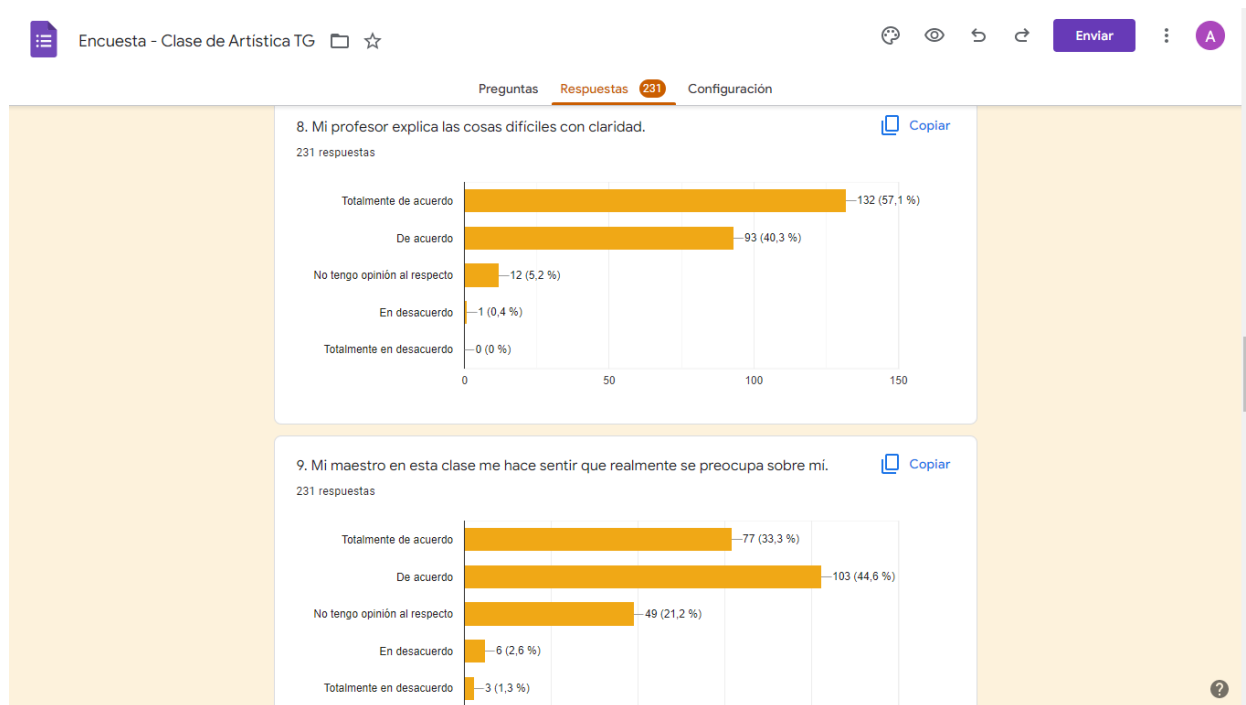 Encuesta - Clase de Artística TG
Enviar
A
Preguntas Respuestas 231 Configuración
8. Mi profesor explica las cosas difíciles con claridad.
Copiar
231 respuestas
Totalmente de acuerdo 132 (57,1 %)
De acuerdo 93 (40,3 %)
No tengo opinión al respecto 12 (5,2 %)
En desacuerdo 1 (0,4 %)
Totalmente en desacuerdo 0 (0 %)
0 50 100 150
9. Mi maestro en esta clase me hace sentir que realmente se preocupa sobre mí.
Copiar
231 respuestas
Totalmente de acuerdo 77 (33,3 %)
De acuerdo 103 (44,6 %)
No tengo opinión al respecto 49 (21,2 %)
En desacuerdo 6 (2,6 %)
Totalmente en desacuerdo 3 (1,3 %)